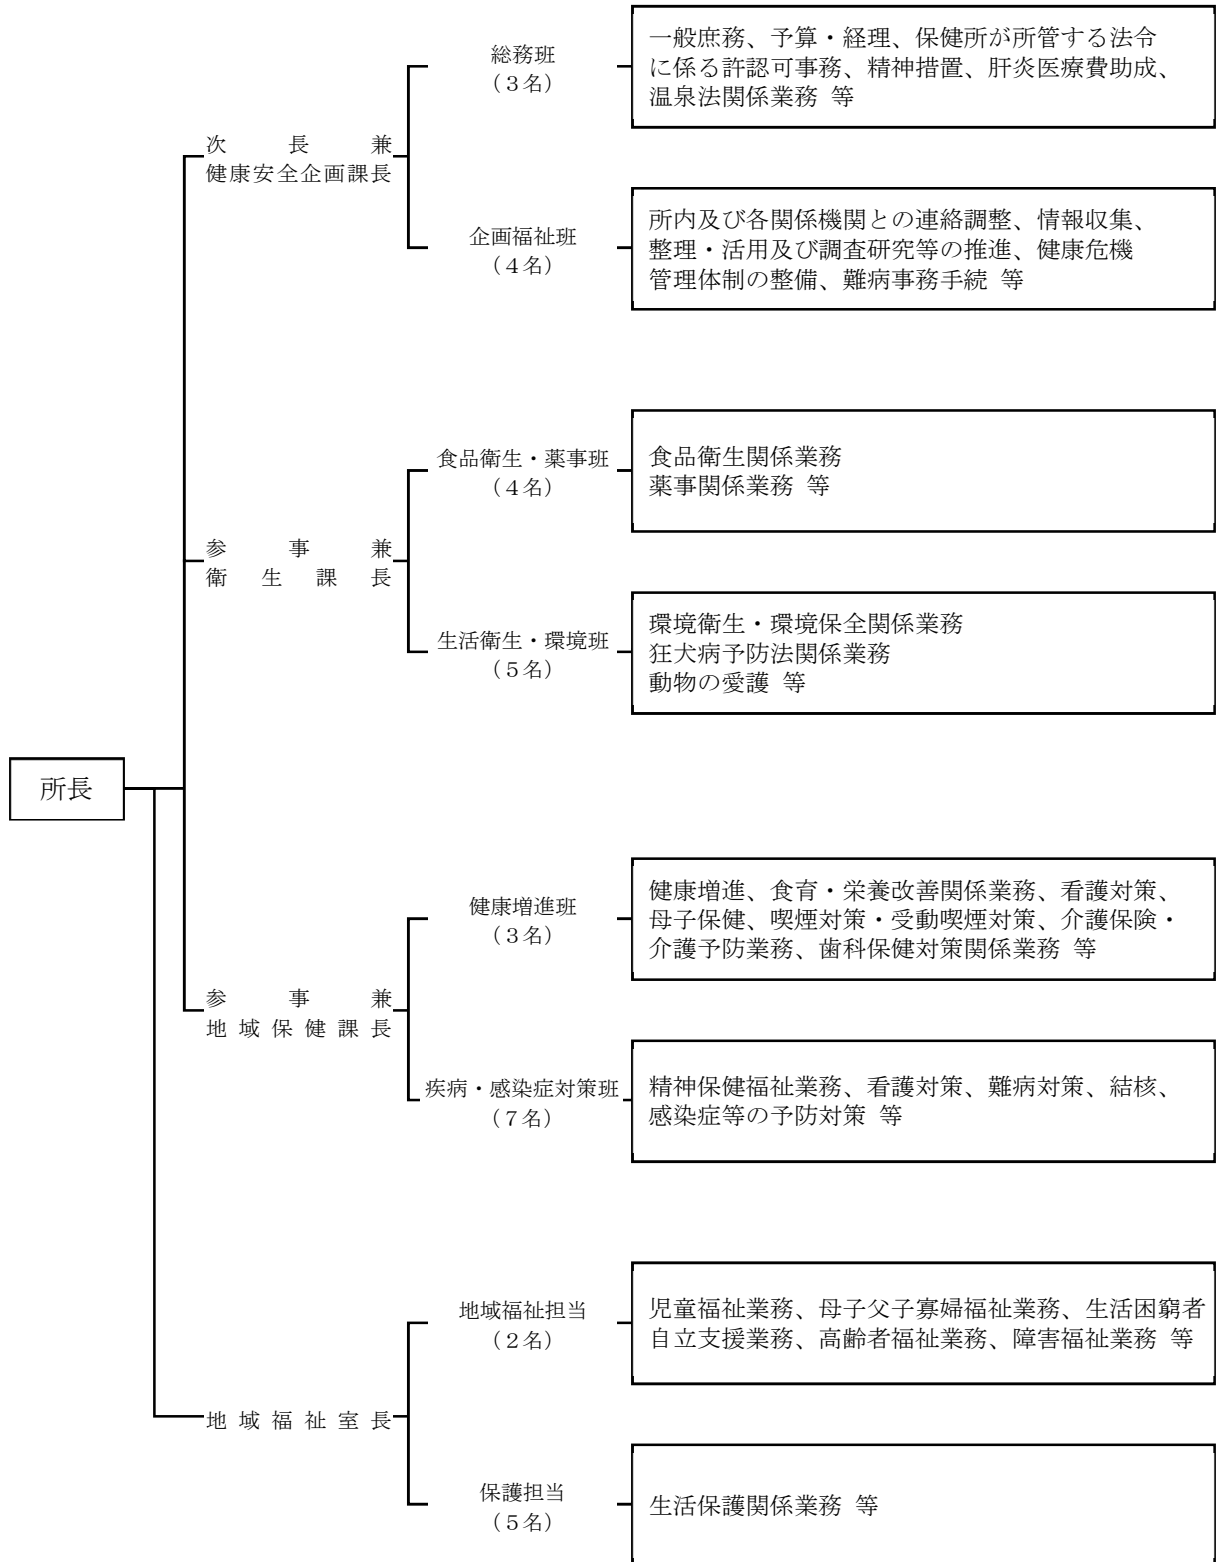 総務班
（３名）
一般庶務、予算・経理、保健所が所管する法令
に係る許認可事務、精神措置、肝炎医療費助成、
温泉法関係業務 等
次長兼
健康安全企画課長
企画福祉班
（４名）
所内及び各関係機関との連絡調整、情報収集、
整理・活用及び調査研究等の推進、健康危機
管理体制の整備、難病事務手続 等
食品衛生・薬事班
（４名）
食品衛生関係業務
薬事関係業務 等
参事兼
衛生課長
生活衛生・環境班
（５名）
環境衛生・環境保全関係業務
狂犬病予防法関係業務
動物の愛護 等
所長
健康増進班
（３名）
健康増進、食育・栄養改善関係業務、看護対策、
母子保健、喫煙対策・受動喫煙対策、介護保険・
介護予防業務、歯科保健対策関係業務 等
参事兼
地域保健課長
疾病・感染症対策班
（７名）
精神保健福祉業務、看護対策、難病対策、結核、
感染症等の予防対策 等
地域福祉担当
（２名）
児童福祉業務、母子父子寡婦福祉業務、生活困窮者
自立支援業務、高齢者福祉業務、障害福祉業務 等
地域福祉室長
保護担当
（５名）
生活保護関係業務 等